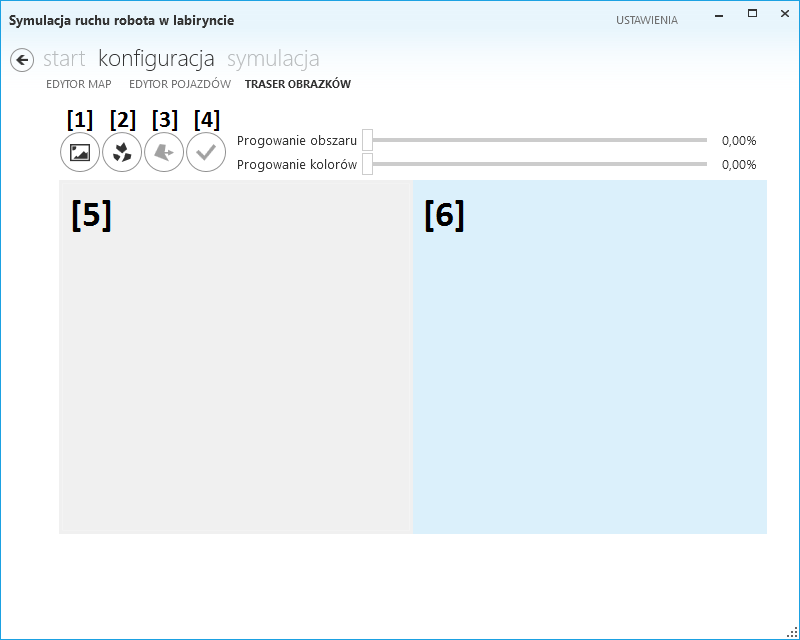 Symulacja ruchu robota w labiryncie
USTAWIENIA
start konfiguracja symulacja
EDYTOR MAP EDYTOR POJAZDÓW TRASER OBRAZKÓW
[1] [2] [3] [4]
Progowanie obszaru 0,00%
Progowanie kolorów 0,00%
[5] [6]